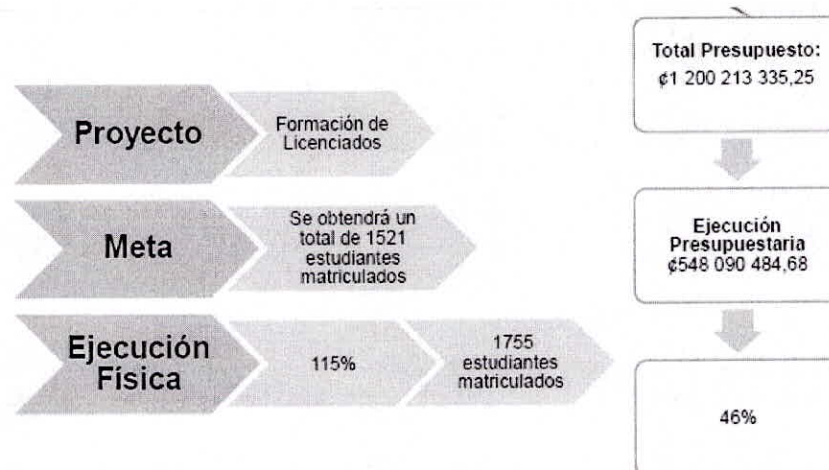 Proyecto
Formación de
Licenciados
Meta
Se obtendrá un
total de 1521
estudiantes
matriculados
Ejecución
Física
115%
1755
estudiantes
matriculados
Total Presupuesto:
₡1 200 213 335,25
Ejecución
Presupuestaria
₡548 090 484,68
46%